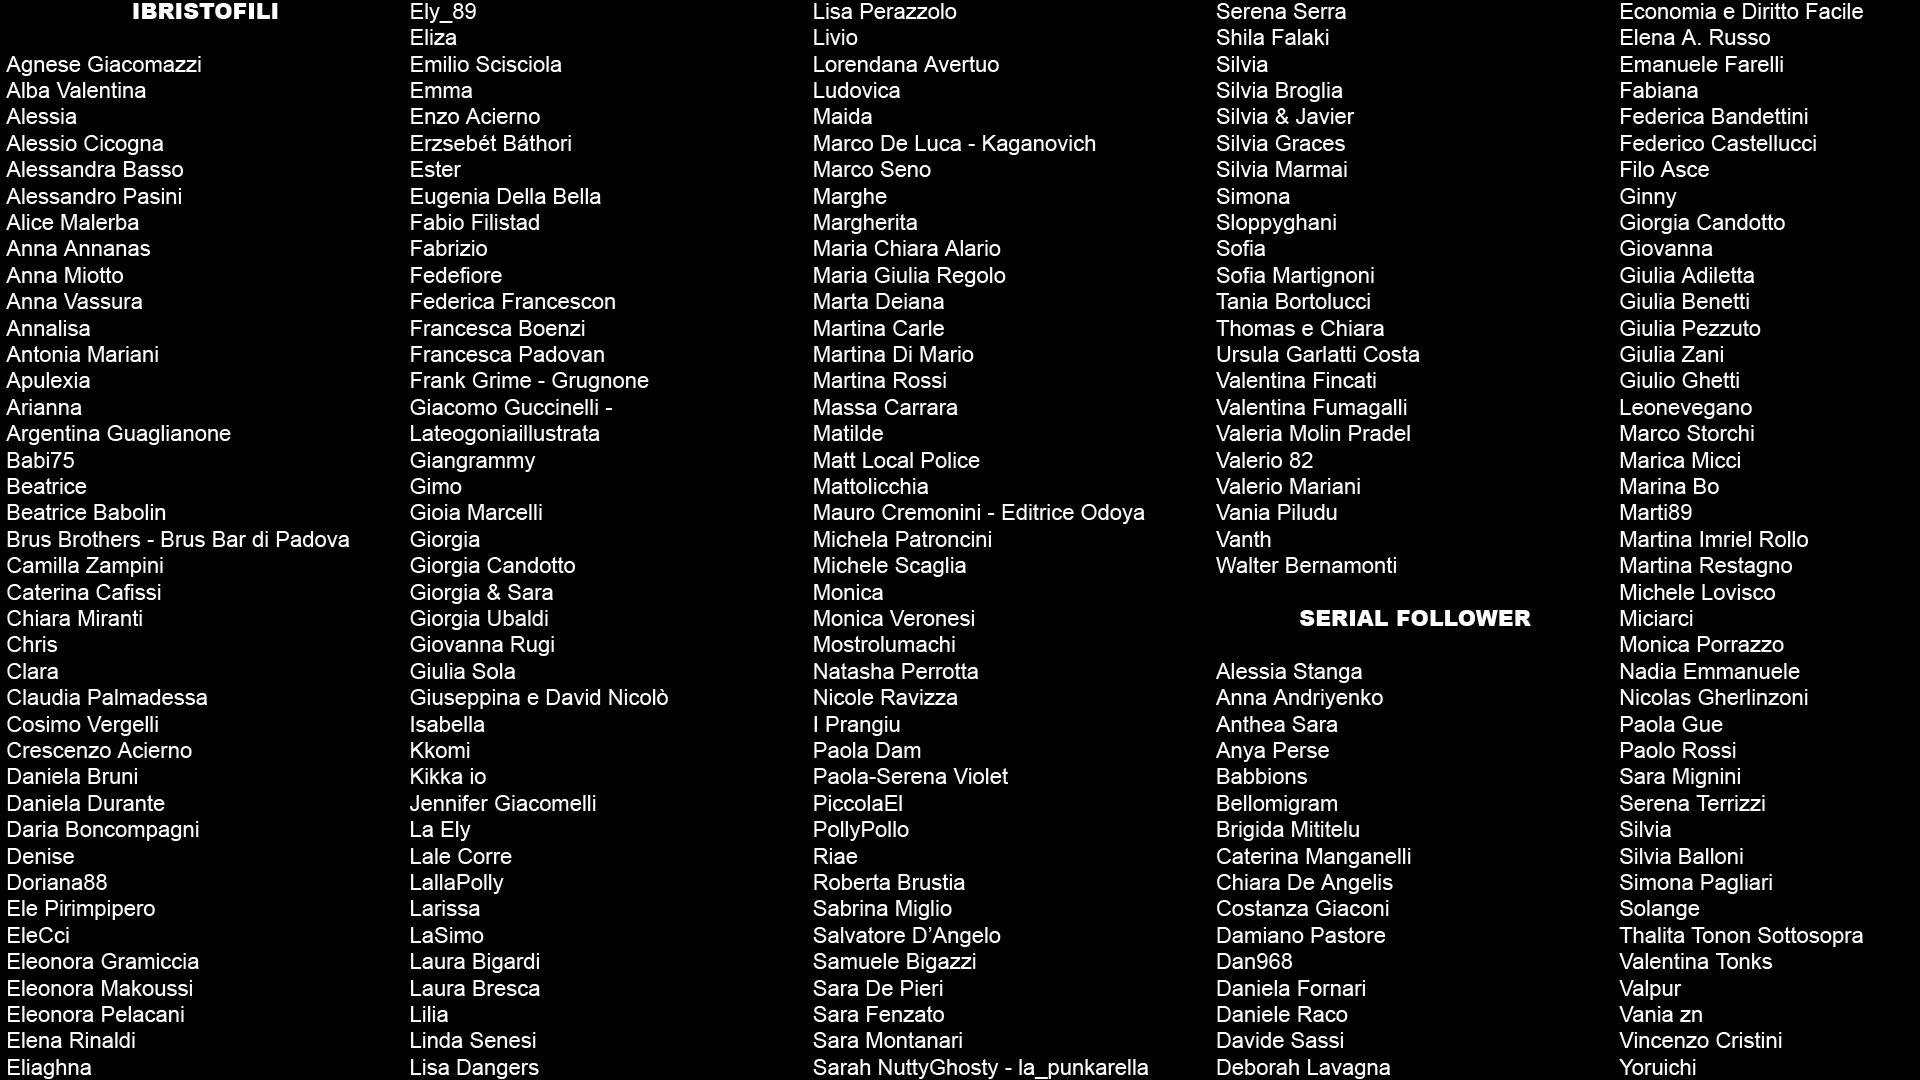 IBRISTOFILI
Agnese Giacomazzi
Alba Valentina
Alessia
Alessio Cicogna
Alessandra Basso
Alessandro Pasini
Alice Malerba
Anna Annanas
Anna Miotto
Anna Vassura
Annalisa
Antonia Mariani
Apulexia
Arianna
Argentina Guaglianone
Babi75
Beatrice
Beatrice Babolin
Brus Brothers - Brus Bar di Padova
Camilla Zampini
Caterina Cafissi
Chiara Miranti
Chris
Clara
Claudia Palmadessa
Cosimo Vergelli
Crescenzo Acierno
Daniela Bruni
Daniela Durante
Daria Boncompagni
Denise
Doriana88
Ele Pirimpipero
EleCci
Eleonora Gramiccia
Eleonora Makoussi
Eleonora Pelacani
Elena Rinaldi
Eliaghna
Ely_89
Eliza
Emilio Scisciola
Emma
Enzo Acierno
Erzsebét Báthori
Ester
Eugenia Della Bella
Fabio Filistad
Fabrizio
Fedefiore
Federica Francescon
Francesca Boenzi
Francesca Padovan
Frank Grime - Grugnone
Giacomo Guccinelli -
Lateogoniaillustrata
Giangrammy
Gimo
Gioia Marcelli
Giorgia
Giorgia Candotto
Giorgia & Sara
Giorgia Ubaldi
Giovanna Rugi
Giulia Sola
Giuseppina e David Nicolò
Isabella
Kkomi
Kikka io
Jennifer Giacomelli
La Ely
Lale Corre
LallaPolly
Larissa
LaSimo
Laura Bigardi
Laura Bresca
Lilia
Linda Senesi
Lisa Dangers
Lisa Perazzolo
Livio
Lorendana Avertuo
Ludovica
Maida
Marco De Luca - Kaganovich
Marco Seno
Marghe
Margherita
Maria Chiara Alario
Maria Giulia Regolo
Marta Deiana
Martina Carle
Martina Di Mario
Martina Rossi
Massa Carrara
Matilde
Matt Local Police
Mattolicchia
Mauro Cremonini - Editrice Odoya
Michela Patroncini
Michele Scaglia
Monica
Monica Veronesi
Mostrolumachi
Natasha Perrotta
Nicole Ravizza
I Prangiu
Paola Dam
Paola-Serena Violet
PiccolaEl
PollyPollo
Riae
Roberta Brustia
Sabrina Miglio
Salvatore D’Angelo
Samuele Bigazzi
Sara De Pieri
Sara Fenzato
Sara Montanari
Sarah NuttyGhosty - la_punkarella
Serena Serra
Shila Falaki
Silvia
Silvia Broglia
Silvia & Javier
Silvia Graces
Silvia Marmai
Simona
Sloppyghani
Sofia
Sofia Martignoni
Tania Bortolucci
Thomas e Chiara
Ursula Garlatti Costa
Valentina Fincati
Valentina Fumagalli
Valeria Molin Pradel
Valerio 82
Valerio Mariani
Vania Piludu
Vanth
Walter Bernamonti
SERIAL FOLLOWER
Alessia Stanga
Anna Andriyenko
Anthea Sara
Anya Perse
Babbions
Bellomigram
Brigida Mititelu
Caterina Manganelli
Chiara De Angelis
Costanza Giaconi
Damiano Pastore
Dan968
Daniela Fornari
Daniele Raco
Davide Sassi
Deborah Lavagna
Economia e Diritto Facile
Elena A. Russo
Emanuele Farelli
Fabiana
Federica Bandettini
Federico Castellucci
Filo Asce
Ginny
Giorgia Candotto
Giovanna
Giulia Adiletta
Giulia Benetti
Giulia Pezzuto
Giulia Zani
Giulio Ghetti
Leonevegano
Marco Storchi
Marica Micci
Marina Bo
Marti89
Martina Imriel Rollo
Martina Restagno
Michele Lovisco
Miciarci
Monica Porrazzo
Nadia Emmanuele
Nicolas Gherlinzoni
Paola Gue
Paolo Rossi
Sara Mignini
Serena Terrizzi
Silvia
Silvia Balloni
Simona Pagliari
Solange
Thalita Tonon Sottosopra
Valentina Tonks
Valpur
Vania zn
Vincenzo Cristini
Yoruichi